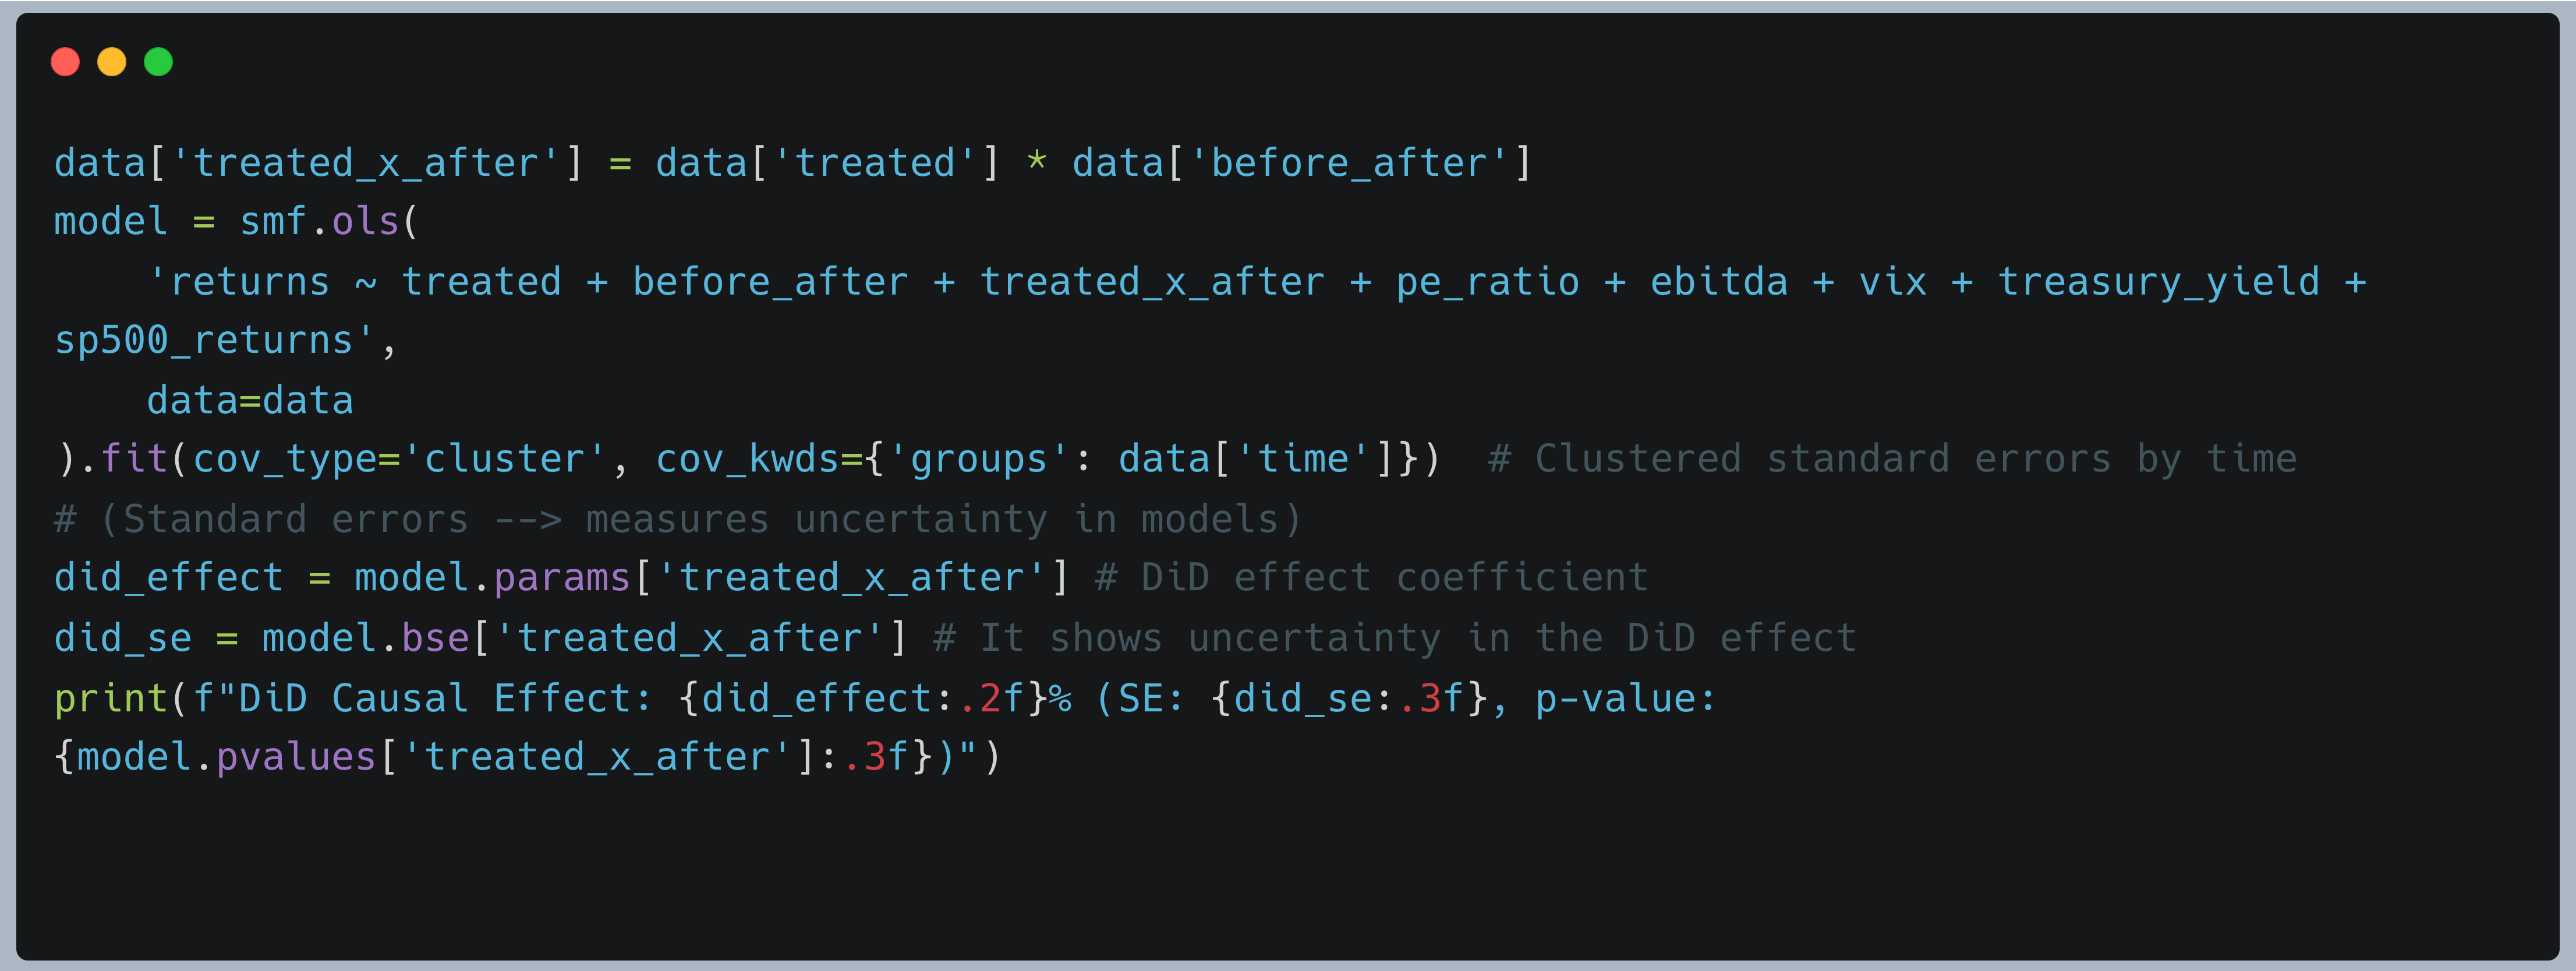 data['treated_x_after'] = data['treated'] * data['before_after']
model = smf.ols(
    'returns ~ treated + before_after + treated_x_after + pe_ratio + ebitda + vix + treasury_yield +
sp500_returns',
    data=data
).fit(cov_type='cluster', cov_kwds={'groups': data['time']})  # Clustered standard errors by time
# (Standard errors --> measures uncertainty in models)
did_effect = model.params['treated_x_after'] # DiD effect coefficient
did_se = model.bse['treated_x_after'] # It shows uncertainty in the DiD effect
print(f"DiD Causal Effect: {did_effect:.2f}% (SE: {did_se:.3f}, p-value:
{model.pvalues['treated_x_after']:.3f})")